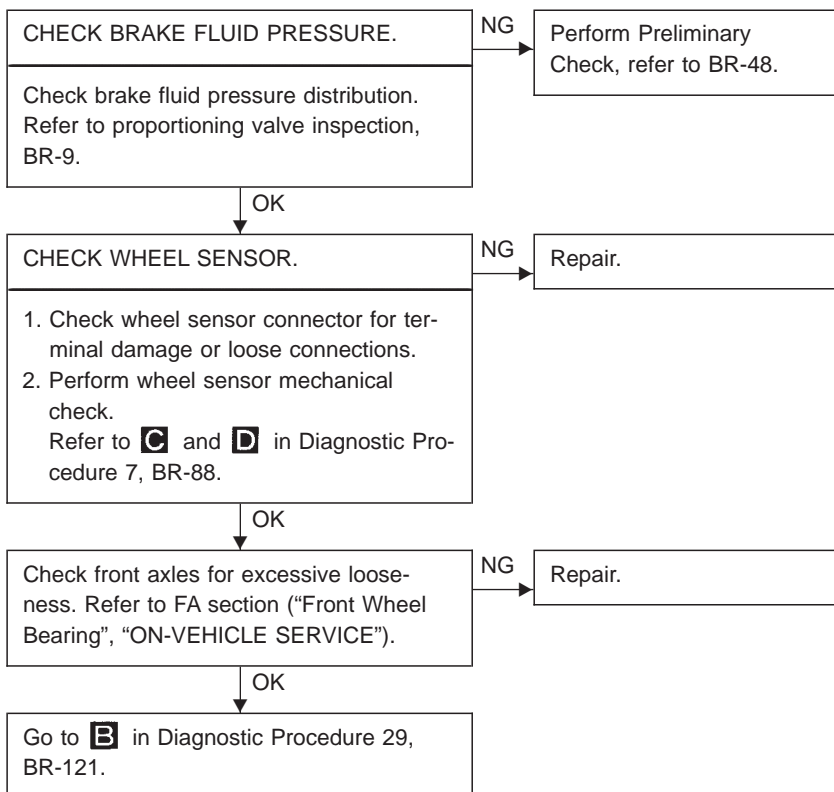 CHECK BRAKE FLUID PRESSURE.
Check brake fluid pressure distribution.
Refer to proportioning valve inspection,
BR-9.
NG
Perform Preliminary
Check, refer to BR-48.
OK
CHECK WHEEL SENSOR.
1. Check wheel sensor connector for ter-
minal damage or loose connections.
2. Perform wheel sensor mechanical
check.
Refer to C and D in Diagnostic Pro-
cedure 7, BR-88.
NG
Repair.
OK
Check front axles for excessive loose-
ness. Refer to FA section (“Front Wheel
Bearing”, “ON-VEHICLE SERVICE”).
NG
Repair.
OK
Go to B in Diagnostic Procedure 29,
BR-121.